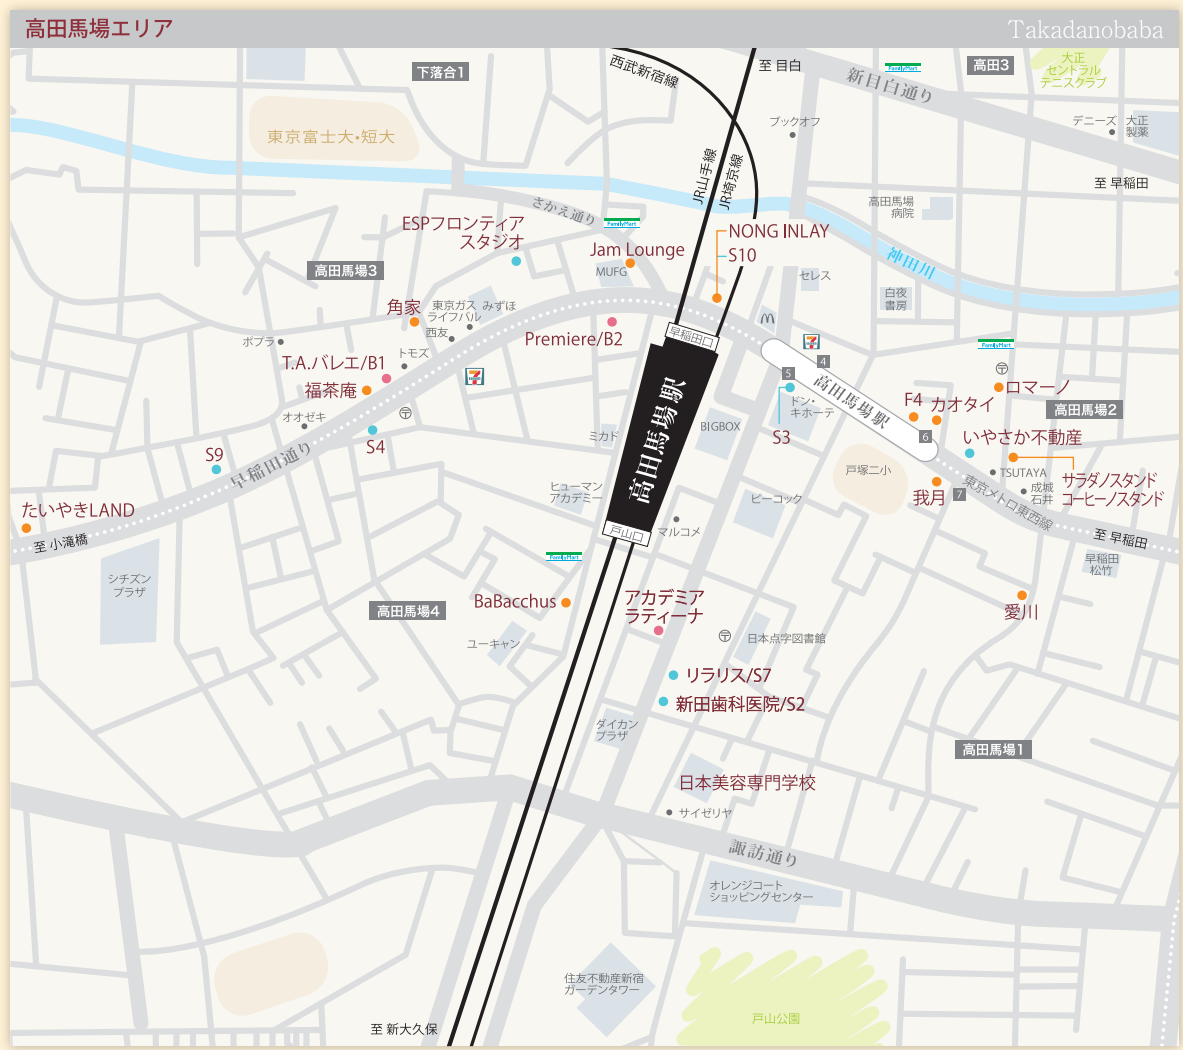 高田馬場エリア
Takadanobaba
西武新宿線
至 目白
高田3
大正
セントラル
テニスクラブ
下落合1
FamilyMart
新目白通り
ブックオフ
デニーズ
大正
製薬
東京富士大・短大
JR山手線
JR埼京線
至 早稲田
高田馬場
病院
さかえ通り
FamilyMart
ESPフロンティア
スタジオ
NONG INLAY
S10
Jam Lounge
MUFG
高田馬場3
セレス
神田川
白夜
書房
角家
東京ガス
ライフバル
みずほ
西友
ポプラ
トモズ
Premiere/B2
早稲田口
4
5
FamilyMart
T.A.バレエ/B1
福茶庵
オオゼキ
S4
S9
早稲田通り
高田馬場駅
高田馬場駅
ドン・
キホーテ
S3
BIGBOX
ミカド
F4
カオタイ
ロマーノ
高田馬場2
6
いやさか不動産
TSUTAYA
サラダノスタンド
コーヒーノスタンド
成城
石井
戸塚二小
我月
7
東京メトロ東西線
ヒューマン
アカデミー
ピーコック
マルコメ
戸山口
たいやきLAND
至 小滝橋
至 早稲田
早稲田
松竹
FamilyMart
シチズン
プラザ
高田馬場4
BaBacchus
アカデミア
ラティーナ
愛川
ユーキャン
日本点字図書館
リラリス/S7
新田歯科医院/S2
ダイカン
プラザ
高田馬場1
日本美容専門学校
サイゼリヤ
諏訪通り
オレンジコート
ショッピングセンター
住友不動産新宿
ガーデンタワー
戸山公園
至 新大久保